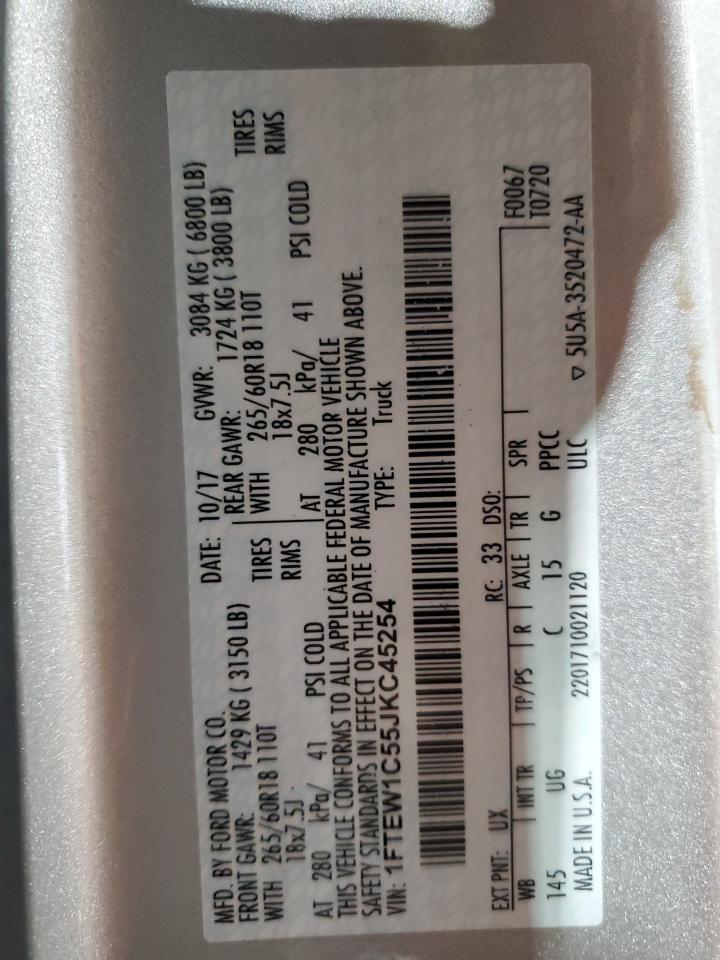 MFD. BY FORD MOTOR CO. DATE: 10/17 GVWR: 3084 KG ( 6800 LB)
FRONT GAWR: 1429 KG ( 3150 LB) REAR GAWR: 1724 KG ( 3800 LB)
WITH 265/60R18 110T TIRES WITH 265/60R18 110T TIRES
18x7.5J RIMS 18x7.5J RIMS
AT 280 kPa/ 41 PSI COLD AT 280 kPa/ 41 PSI COLD
THIS VEHICLE CONFORMS TO ALL APPLICABLE FEDERAL MOTOR VEHICLE
SAFETY STANDARDS IN EFFECT ON THE DATE OF MANUFACTURE SHOWN ABOVE.
VIN: 1FTEW1C55JKC45254 TYPE: Truck
EXT PNT: UX RC: 33 DSO: F0067
WB INT TR TP/PS R AXLE TR SPR T0720
145 UG C 15 G PPCC
MADE IN U.S.A. 2201710021120 ULC ▽ 5U5A-3520472-AA